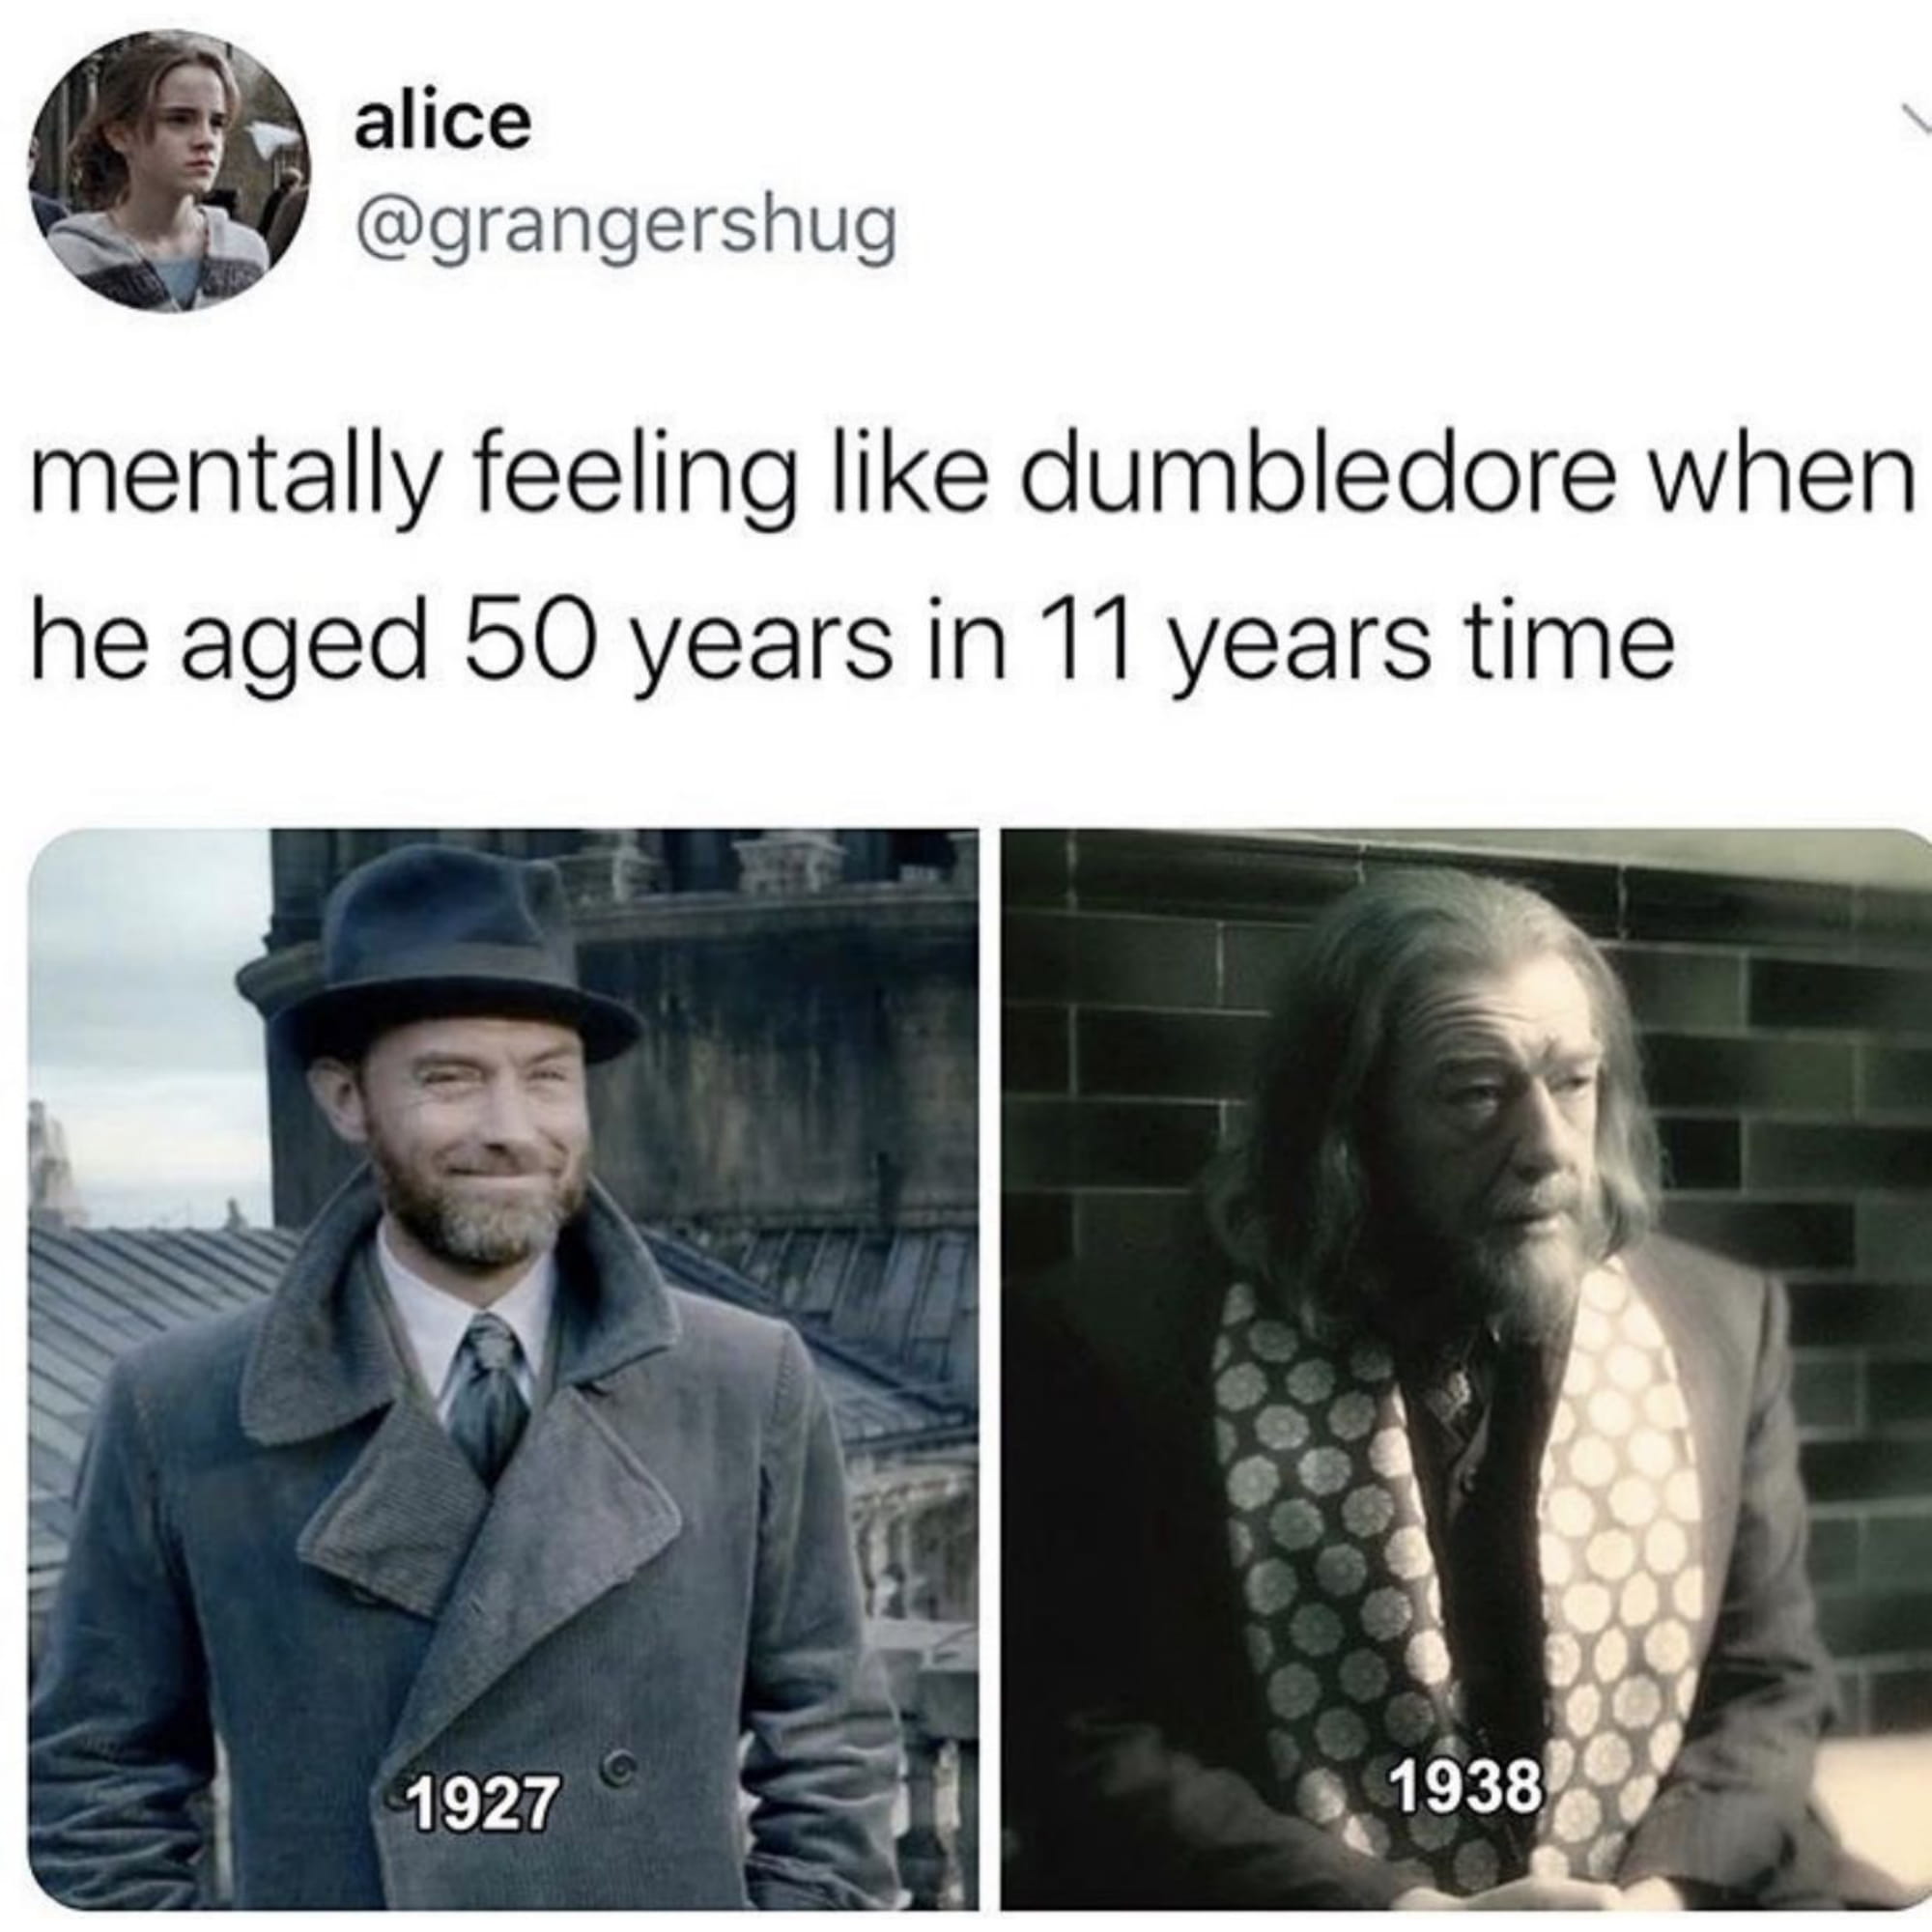 alice
@grangershug
mentally feeling like dumbledore when
he aged 50 years in 11 years time
1927
1938